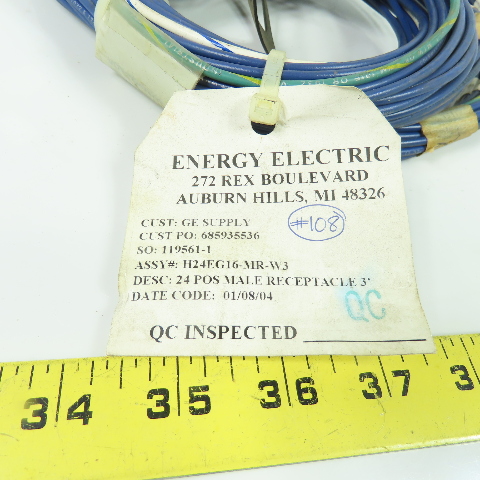 ENERGY ELECTRIC
272 REX BOULEVARD
AUBURN HILLS, MI 48326
CUST: GE SUPPLY
#108
CUST PO: 685935536
SO: 119561-1
ASSY#: H24EG16-MR-W3
DESC: 24 POS MALE RECEPTACLE 3'
DATE CODE: 01/08/04
QC
QC INSPECTED
34 35 36 37 38